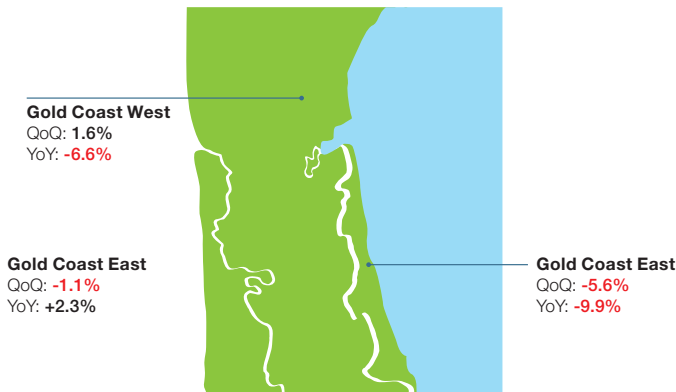 Gold Coast West
QoQ: 1.6%
YoY: -6.6%
Gold Coast East
QoQ: -1.1%
YoY: +2.3%
Gold Coast East
QoQ: -5.6%
YoY: -9.9%